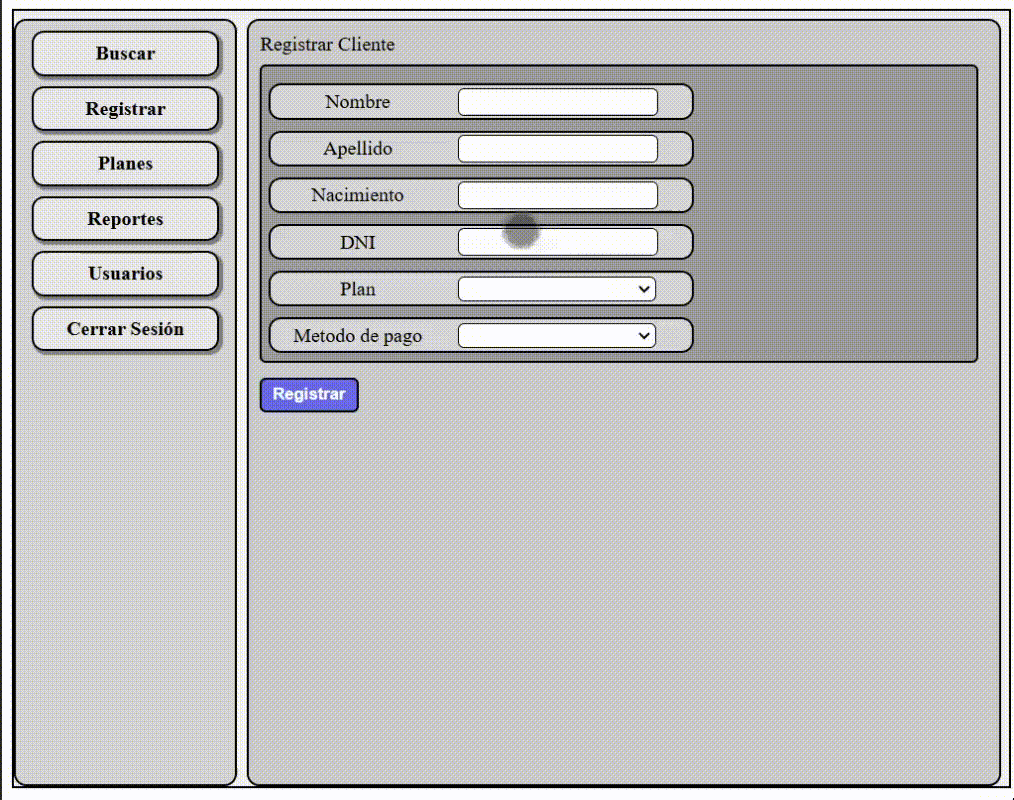 Buscar
Registrar
Planes
Reportes
Usuarios
Cerrar Sesión
Registrar Cliente
Nombre
Apellido
Nacimiento
DNI
Plan
Metodo de pago
Registrar